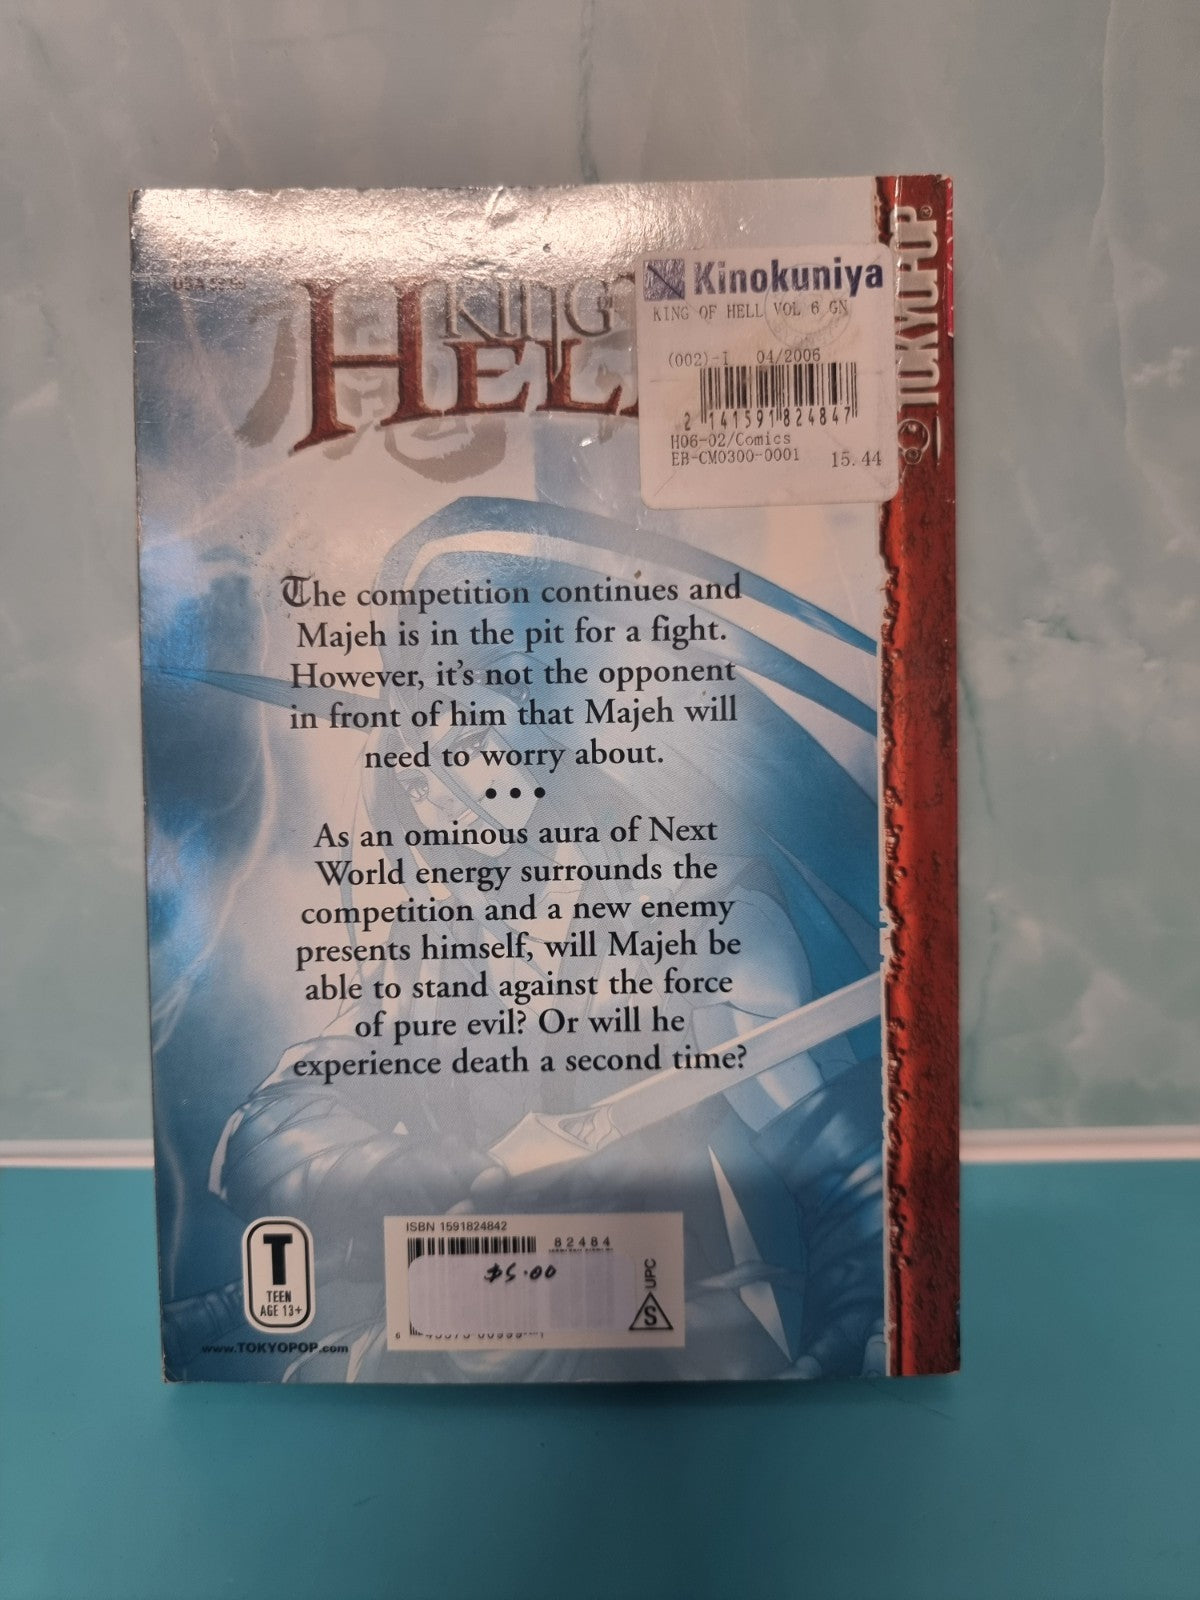 KING OF
HELL
Kinokuniya
KING OF HELL VOL 6 GN
(002)-I 04/2006
2 141591 824847
H06-02/Comics
EB-CM0300-0001 15.44
TOKYOPOP
The competition continues and
Majeh is in the pit for a fight.
However, it's not the opponent
in front of him that Majeh will
need to worry about.
• • •
As an ominous aura of Next
World energy surrounds the
competition and a new enemy
presents himself, will Majeh be
able to stand against the force
of pure evil? Or will he
experience death a second time?
T
TEEN
AGE 13+
www.TOKYOPOP.com
ISBN 1591824842
82484
$5.00
UPC
S
6